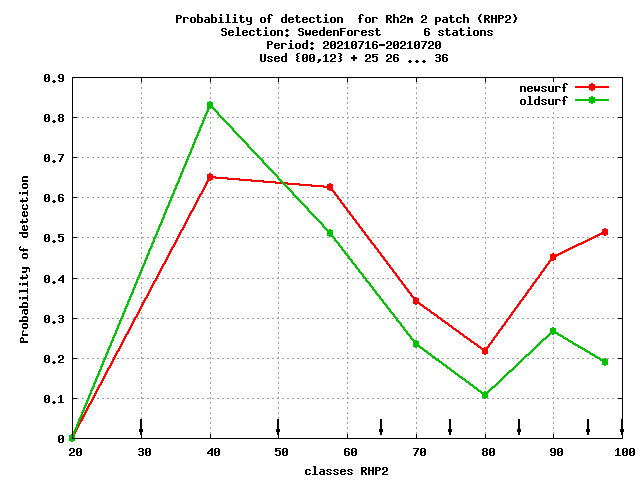 Probability of detection  for Rh2m 2 patch (RHP2)
Selection: SwedenForest      6 stations
Period: 20210716-20210720
Used {00,12} + 25 26 ... 36
newsurf
oldsurf
Probability of detection
0.9
0.8
0.7
0.6
0.5
0.4
0.3
0.2
0.1
0
20 30 40 50 60 70 80 90 100
classes RHP2